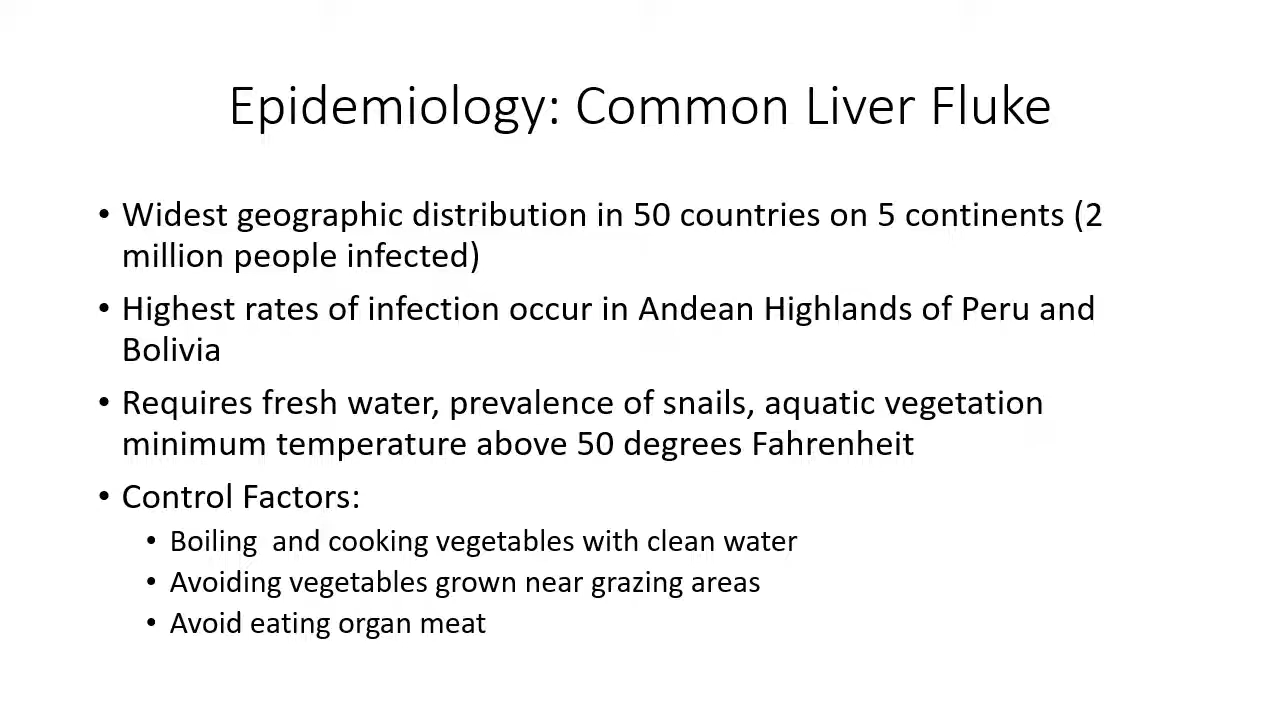 Epidemiology: Common Liver Fluke
• Widest geographic distribution in 50 countries on 5 continents (2
million people infected)
• Highest rates of infection occur in Andean Highlands of Peru and
Bolivia
• Requires fresh water, prevalence of snails, aquatic vegetation
minimum temperature above 50 degrees Fahrenheit
• Control Factors:
• Boiling  and cooking vegetables with clean water
• Avoiding vegetables grown near grazing areas
• Avoid eating organ meat